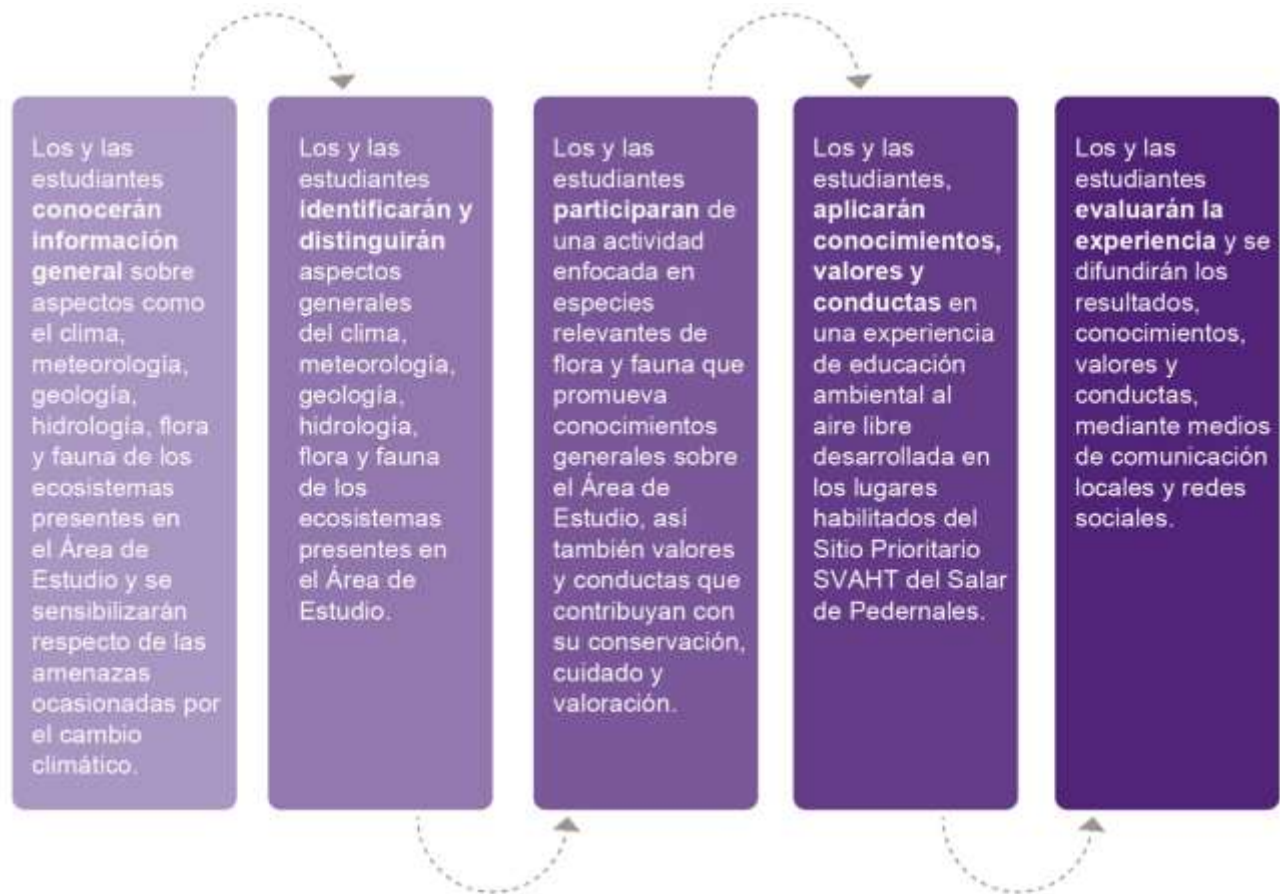 Los y las
estudiantes
conocerán
información
general sobre
aspectos como
el clima,
meteorología,
geología,
hidrología, flora
y fauna de los
ecosistemas
presentes en
el Área de
Estudio y se
sensibilizarán
respecto de las
amenazas
ocasionadas por
el cambio
climático.
Los y las
estudiantes
identificarán y
distinguirán
aspectos
generales
del clima,
meteorología,
geología,
hidrología,
flora y fauna
de los
ecosistemas
presentes en
el Área de
Estudio.
Los y las
estudiantes
participaran de
una actividad
enfocada en
especies
relevantes de
flora y fauna que
promueva
conocimientos
generales sobre
el Área de
Estudio, así
también valores
y conductas que
contribuyan con
su conservación,
cuidado y
valoración.
Los y las
estudiantes,
aplicarán
conocimientos,
valores y
conductas en
una experiencia
de educación
ambiental al
aire libre
desarrollada en
los lugares
habilitados del
Sitio Prioritario
SVAHT del Salar
de Pedernales.
Los y las
estudiantes
evaluarán la
experiencia y se
difundirán los
resultados,
conocimientos,
valores y
conductas,
mediante medios
de comunicación
locales y redes
sociales.